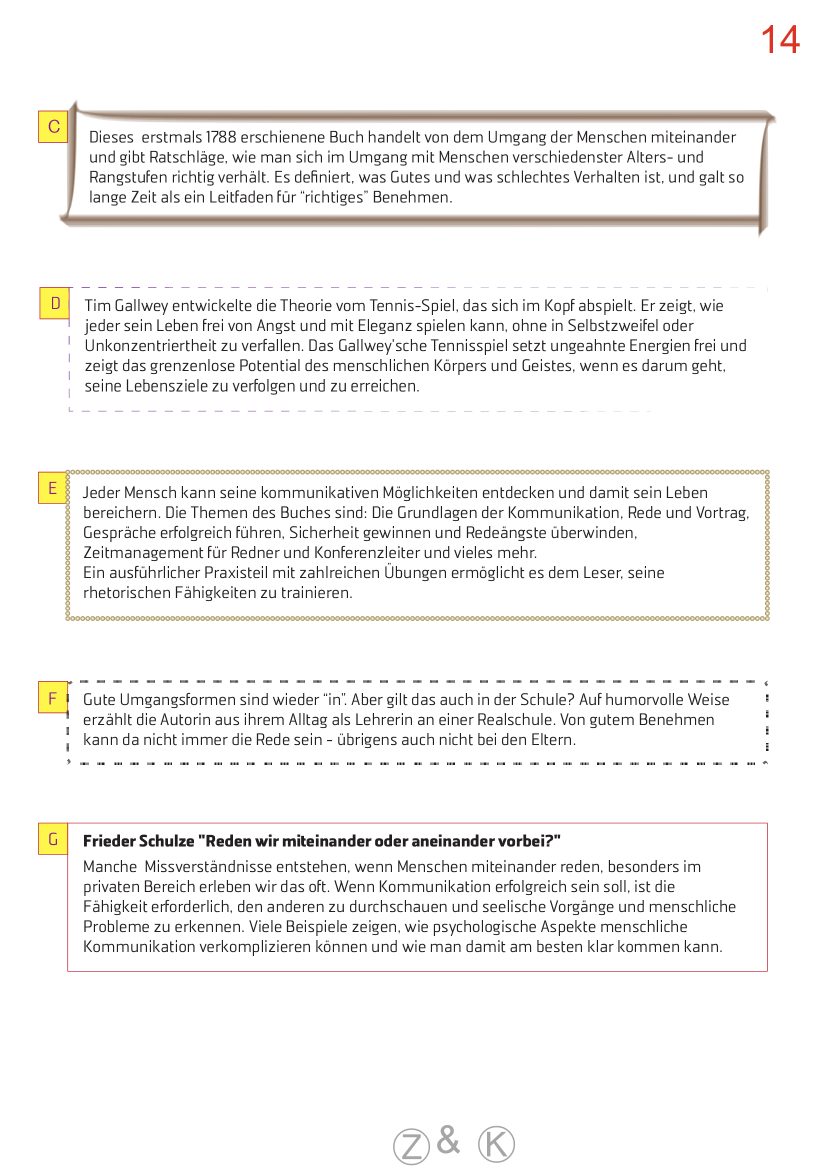 14
C
Dieses erstmals 1788 erschienene Buch handelt von dem Umgang der Menschen miteinander
und gibt Ratschläge, wie man sich im Umgang mit Menschen verschiedenster Alters- und
Rangstufen richtig verhält. Es definiert, was Gutes und was schlechtes Verhalten ist, und galt so
lange Zeit als ein Leitfaden für “richtiges” Benehmen.
D
Tim Gallwey entwickelte die Theorie vom Tennis-Spiel, das sich im Kopf abspielt. Er zeigt, wie
jeder sein Leben frei von Angst und mit Eleganz spielen kann, ohne in Selbstzweifel oder
Unkonzentriertheit zu verfallen. Das Gallwey'sche Tennisspiel setzt ungeahnte Energien frei und
zeigt das grenzenlose Potential des menschlichen Körpers und Geistes, wenn es darum geht,
seine Lebensziele zu verfolgen und zu erreichen.
E
Jeder Mensch kann seine kommunikativen Möglichkeiten entdecken und damit sein Leben
bereichern. Die Themen des Buches sind: Die Grundlagen der Kommunikation, Rede und Vortrag,
Gespräche erfolgreich führen, Sicherheit gewinnen und Redeängste überwinden,
Zeitmanagement für Redner und Konferenzleiter und vieles mehr.
Ein ausführlicher Praxisteil mit zahlreichen Übungen ermöglicht es dem Leser, seine
rhetorischen Fähigkeiten zu trainieren.
F
Gute Umgangsformen sind wieder “in”. Aber gilt das auch in der Schule? Auf humorvolle Weise
erzählt die Autorin aus ihrem Alltag als Lehrerin an einer Realschule. Von gutem Benehmen
kann da nicht immer die Rede sein - übrigens auch nicht bei den Eltern.
G
Frieder Schulze "Reden wir miteinander oder aneinander vorbei?"
Manche Missverständnisse entstehen, wenn Menschen miteinander reden, besonders im
privaten Bereich erleben wir das oft. Wenn Kommunikation erfolgreich sein soll, ist die
Fähigkeit erforderlich, den anderen zu durchschauen und seelische Vorgänge und menschliche
Probleme zu erkennen. Viele Beispiele zeigen, wie psychologische Aspekte menschliche
Kommunikation verkomplizieren können und wie man damit am besten klar kommen kann.
Z & K